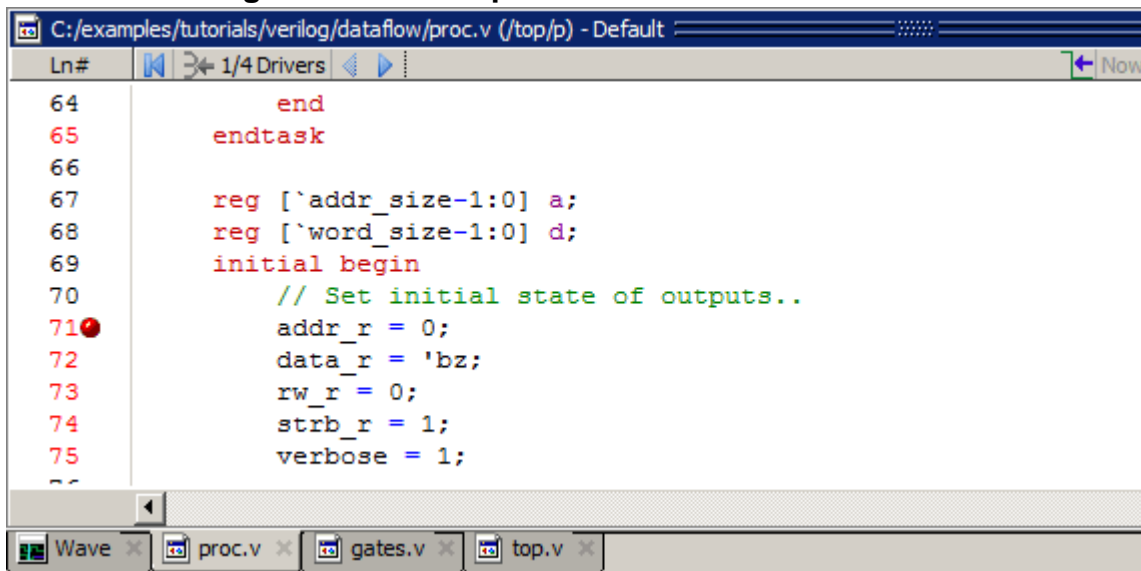 C:/examples/tutorials/verilog/dataflow/proc.v (/top/p) - Default
Ln# 1/4 Drivers Now
64 end
65 endtask
66
67 reg [`addr_size-1:0] a;
68 reg [`word_size-1:0] d;
69 initial begin
70 // Set initial state of outputs..
71 addr_r = 0;
72 data_r = 'bz;
73 rw_r = 0;
74 strb_r = 1;
75 verbose = 1;
Wave proc.v gates.v top.v